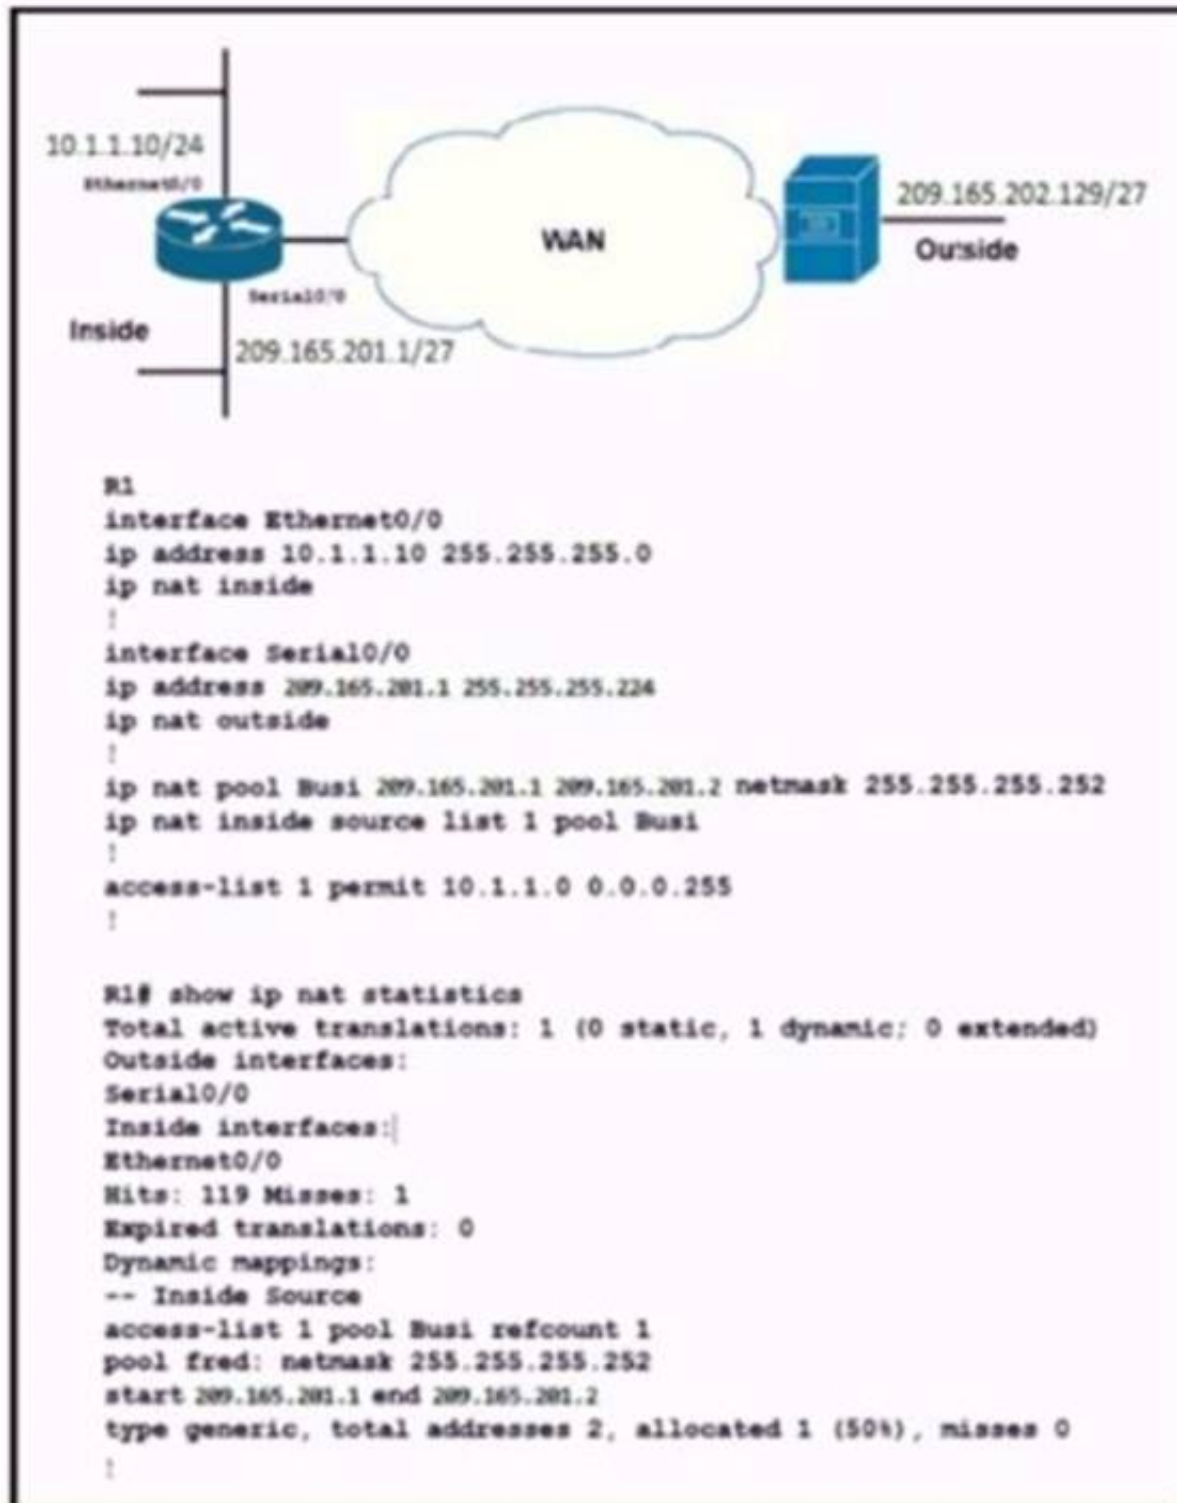 10.1.1.10/24
Ethernet0/0
WAN
209.165.202.129/27
Outside
Serial0/0
Inside
209.165.201.1/27
R1
interface Ethernet0/0
ip address 10.1.1.10 255.255.255.0
ip nat inside
!
interface Serial0/0
ip address 209.165.201.1 255.255.255.224
ip nat outside
!
ip nat pool Busi 209.165.201.1 209.165.201.2 netmask 255.255.255.252
ip nat inside source list 1 pool Busi
!
access-list 1 permit 10.1.1.0 0.0.0.255
!
R1# show ip nat statistics
Total active translations: 1 (0 static, 1 dynamic; 0 extended)
Outside interfaces:
Serial0/0
Inside interfaces:
Ethernet0/0
Hits: 119 Misses: 1
Expired translations: 0
Dynamic mappings:
-- Inside Source
access-list 1 pool Busi refcount 1
pool fred: netmask 255.255.255.252
start 209.165.201.1 end 209.165.201.2
type generic, total addresses 2, allocated 1 (50%), misses 0
!